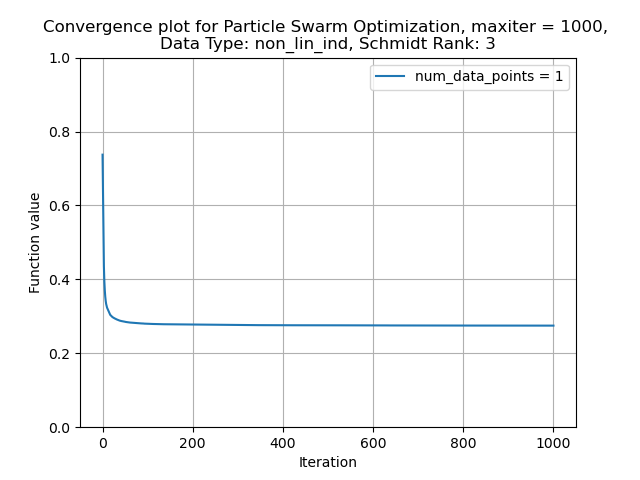 Convergence plot for Particle Swarm Optimization, maxiter = 1000,
Data Type: non_lin_ind, Schmidt Rank: 3
num_data_points = 1
Function value
1.0
0.8
0.6
0.4
0.2
0.0
0 200 400 600 800 1000
Iteration